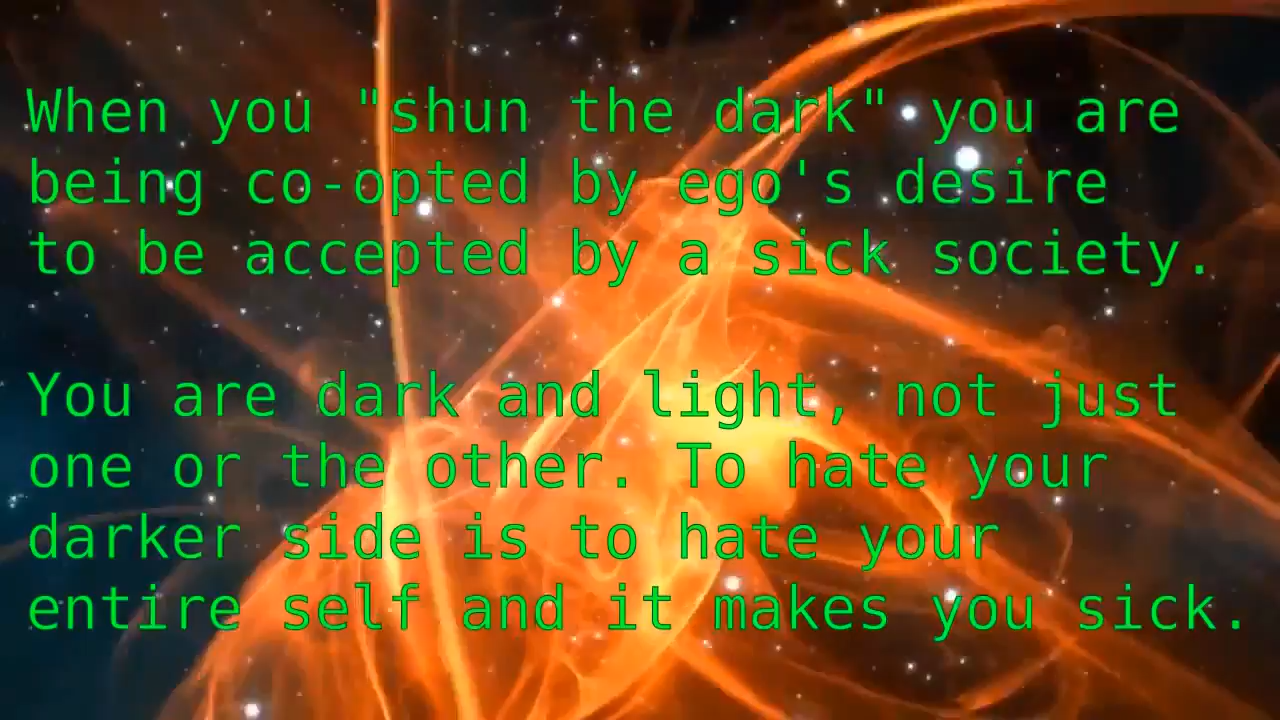 When you "shun the dark" you are
being co-opted by ego's desire
to be accepted by a sick society.
You are dark and light, not just
one or the other. To hate your
darker side is to hate your
entire self and it makes you sick.